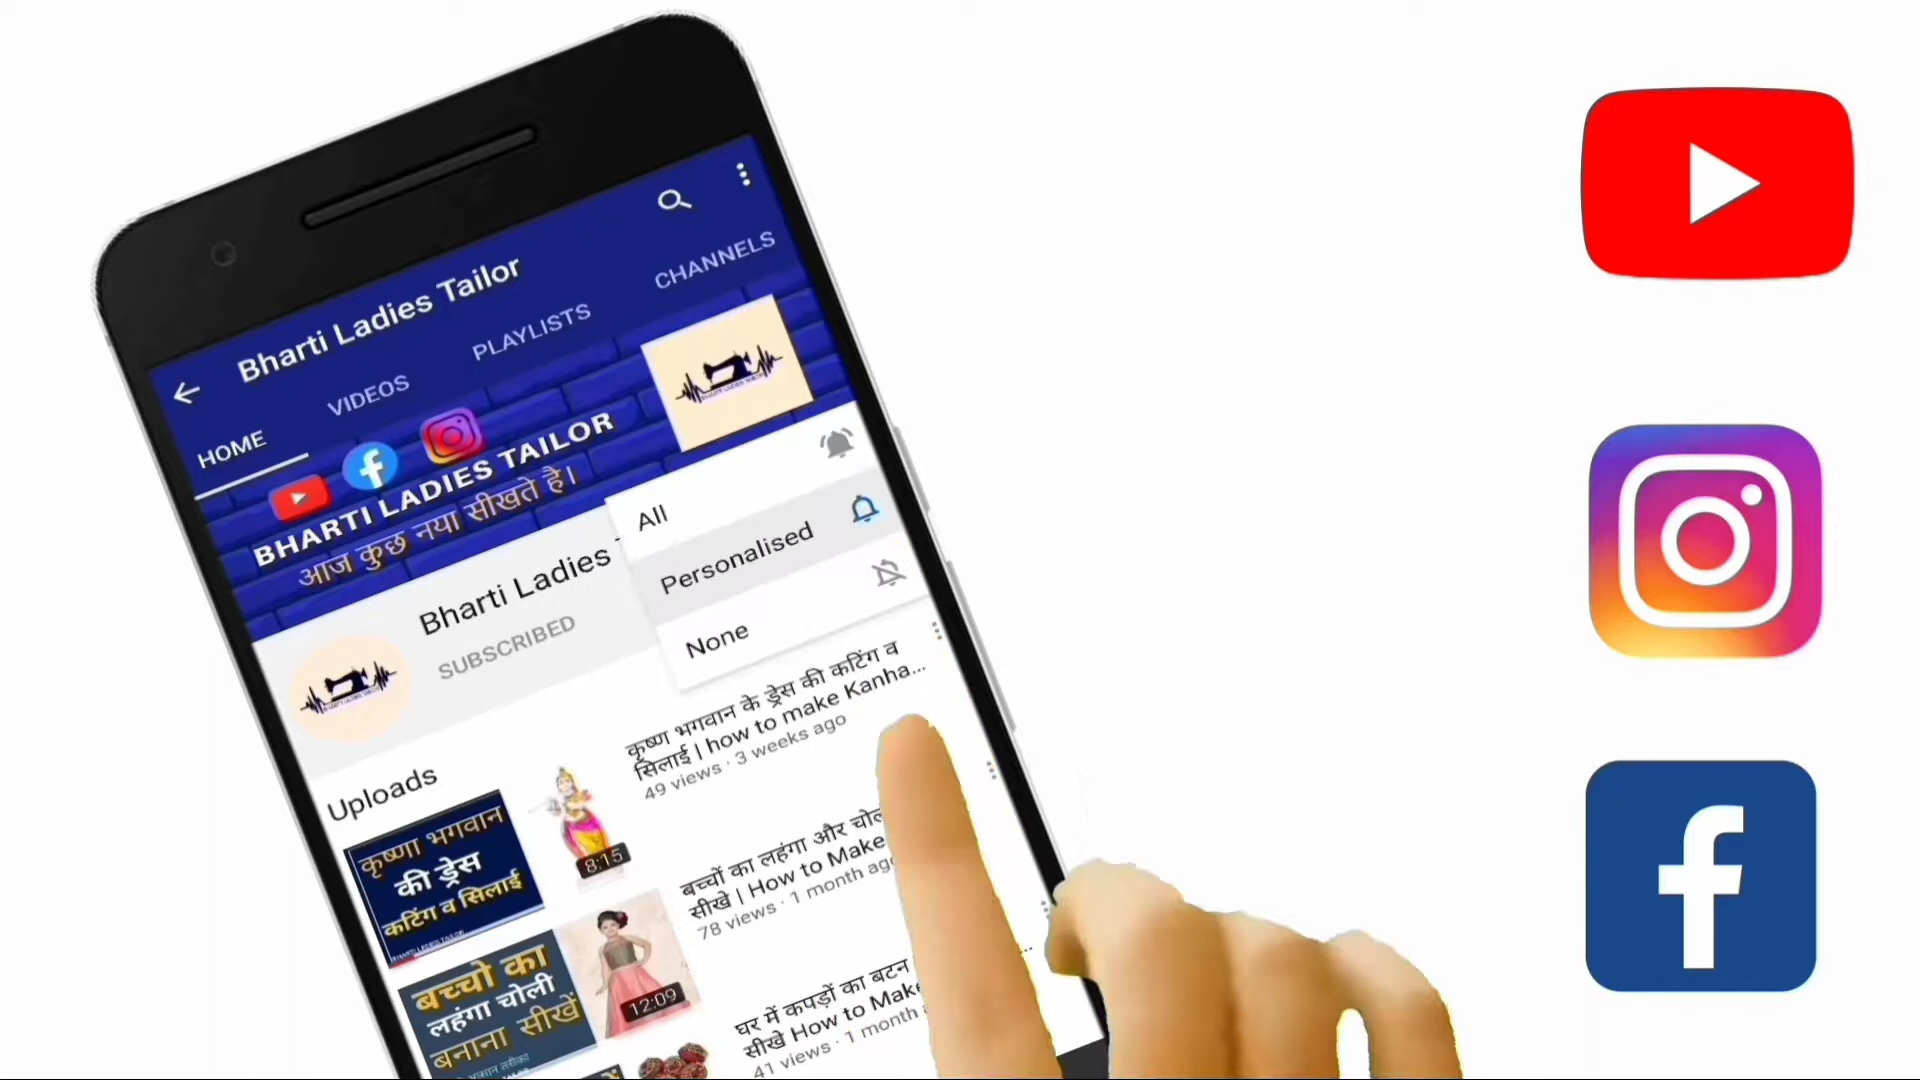 Bharti Ladies Tailor
HOME
VIDEOS
PLAYLISTS
CHANNELS
BHARTI LADIES TAILOR
आज कुछ नया सीखते है।
Bharti Ladies
SUBSCRIBED
All
Personalised
None
Uploads
कृष्णा भगवान
की ड्रेस
कटिंग व सिलाई
8:15
कृष्ण भगवान के ड्रेस की कटिंग व
सिलाई | how to make Kanha...
49 views · 3 weeks ago
बच्चो का
लहंगा चोली
बनाना सीखें
12:09
बच्चों का लहंगा और
सीखे | How to Make
78 views · 1 month ago
घर में कपड़ों का बटन
सीखे How to Make
41 views · 1 month